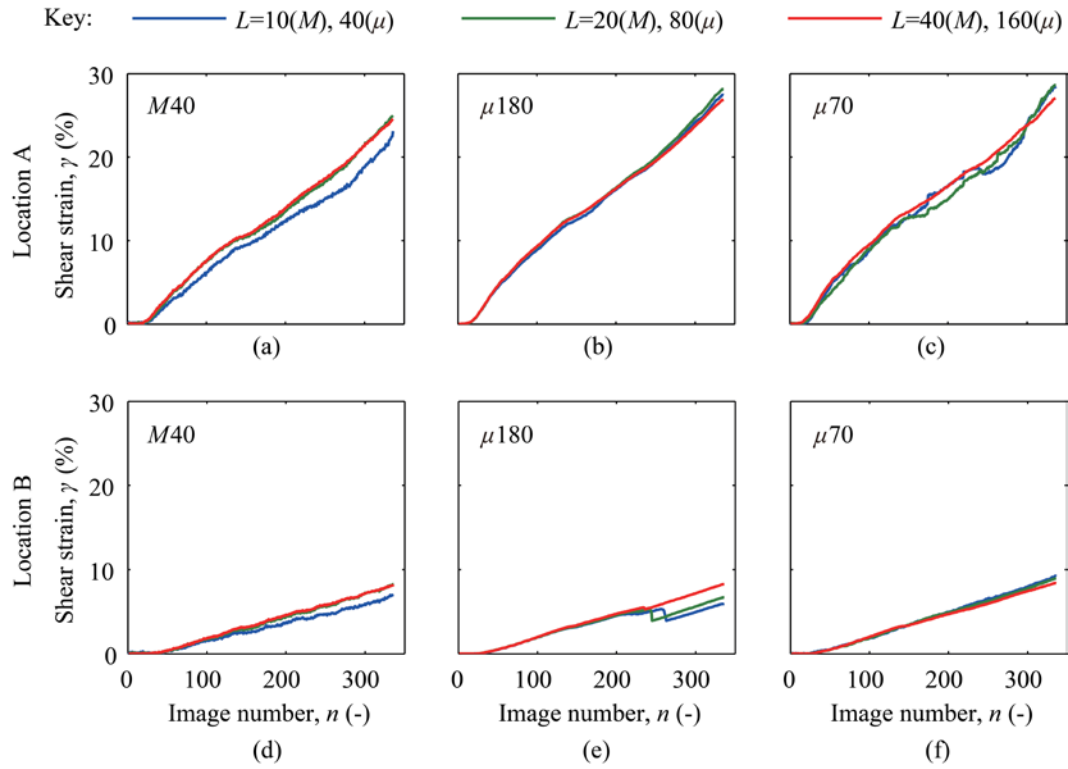 Key: L=10(M), 40(μ) L=20(M), 80(μ) L=40(M), 160(μ)
Location A
Shear strain, γ (%)
30
20
10
0
M40
(a)
μ180
(b)
μ70
(c)
Location B
Shear strain, γ (%)
30
20
10
0
M40
0 100 200 300
Image number, n (-)
(d)
μ180
0 100 200 300
Image number, n (-)
(e)
μ70
0 100 200 300
Image number, n (-)
(f)